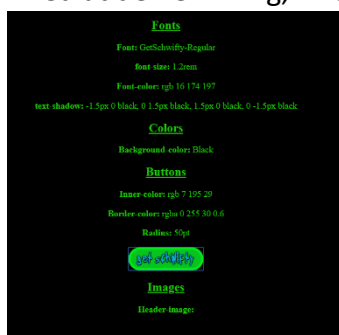 Fonts
Font: GetSchwifty-Regular
font-size: 1.2rem
Font-color: rgb 16 174 197
text-shadow: -1.5px 0 black, 0 1.5px black, 1.5px 0 black, 0 -1.5px black
Colors
Background-color: Black
Buttons
Inner-color: rgb 7 195 29
Border-color: rgba 0 255 30 0.6
Radius: 50pt
get schwifty
Images
Header-image: